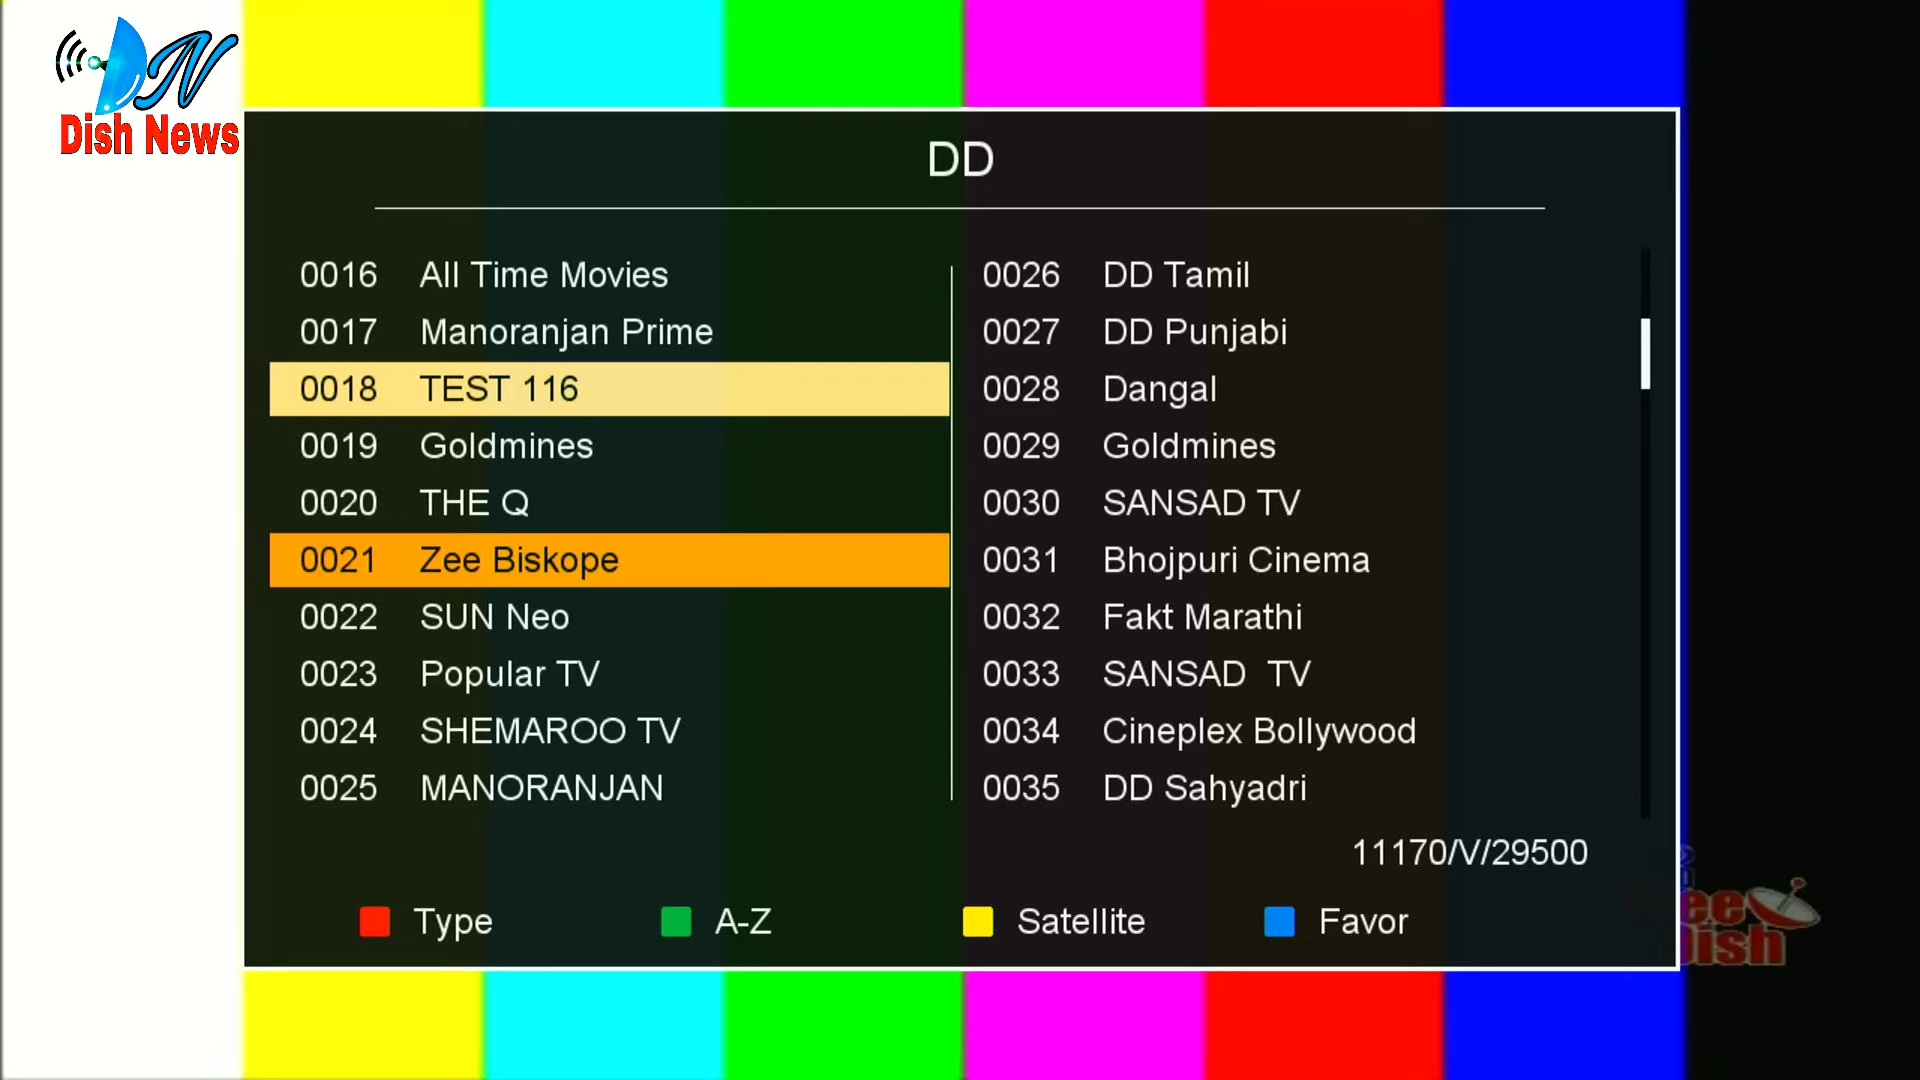 DN
Dish News
DD
0016 All Time Movies
0017 Manoranjan Prime
0018 TEST 116
0019 Goldmines
0020 THE Q
0021 Zee Biskope
0022 SUN Neo
0023 Popular TV
0024 SHEMAROO TV
0025 MANORANJAN
0026 DD Tamil
0027 DD Punjabi
0028 Dangal
0029 Goldmines
0030 SANSAD TV
0031 Bhojpuri Cinema
0032 Fakt Marathi
0033 SANSAD  TV
0034 Cineplex Bollywood
0035 DD Sahyadri
11170/V/29500
Type
A-Z
Satellite
Favor
Free
Dish